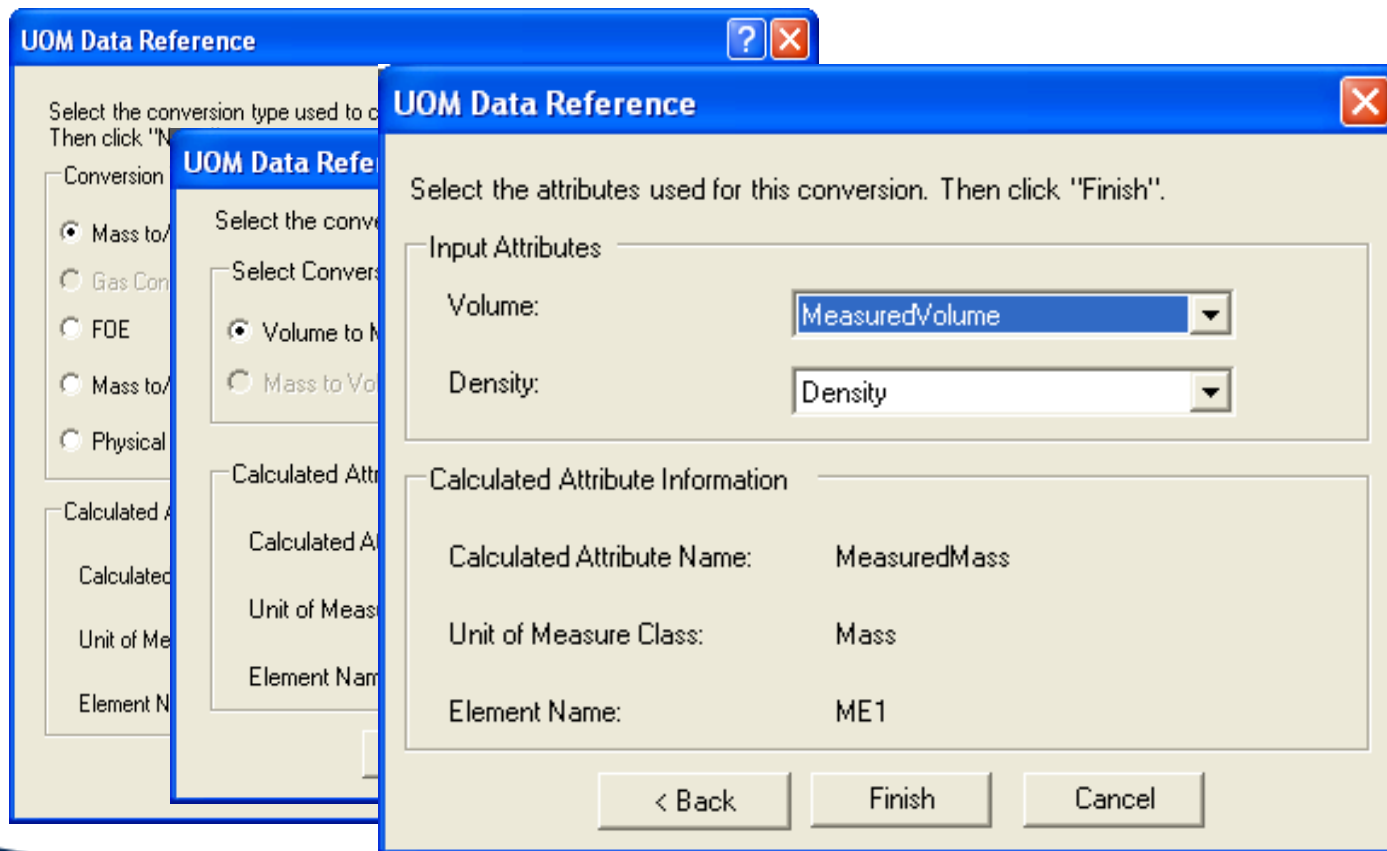 UOM Data Reference
Select the conversion type used to c
Then click "N
Conversion
Mass to/
Gas Con
FOE
Mass to/
Physical
Calculated A
Calculated
Unit of Me
Element N
UOM Data Refe
Select the conve
Select Convers
Volume to M
Mass to Vol
Calculated Attr
Calculated At
Unit of Measu
Element Nam
UOM Data Reference
Select the attributes used for this conversion. Then click "Finish".
Input Attributes
Volume: MeasuredVolume
Density: Density
Calculated Attribute Information
Calculated Attribute Name: MeasuredMass
Unit of Measure Class: Mass
Element Name: ME1
< Back Finish Cancel